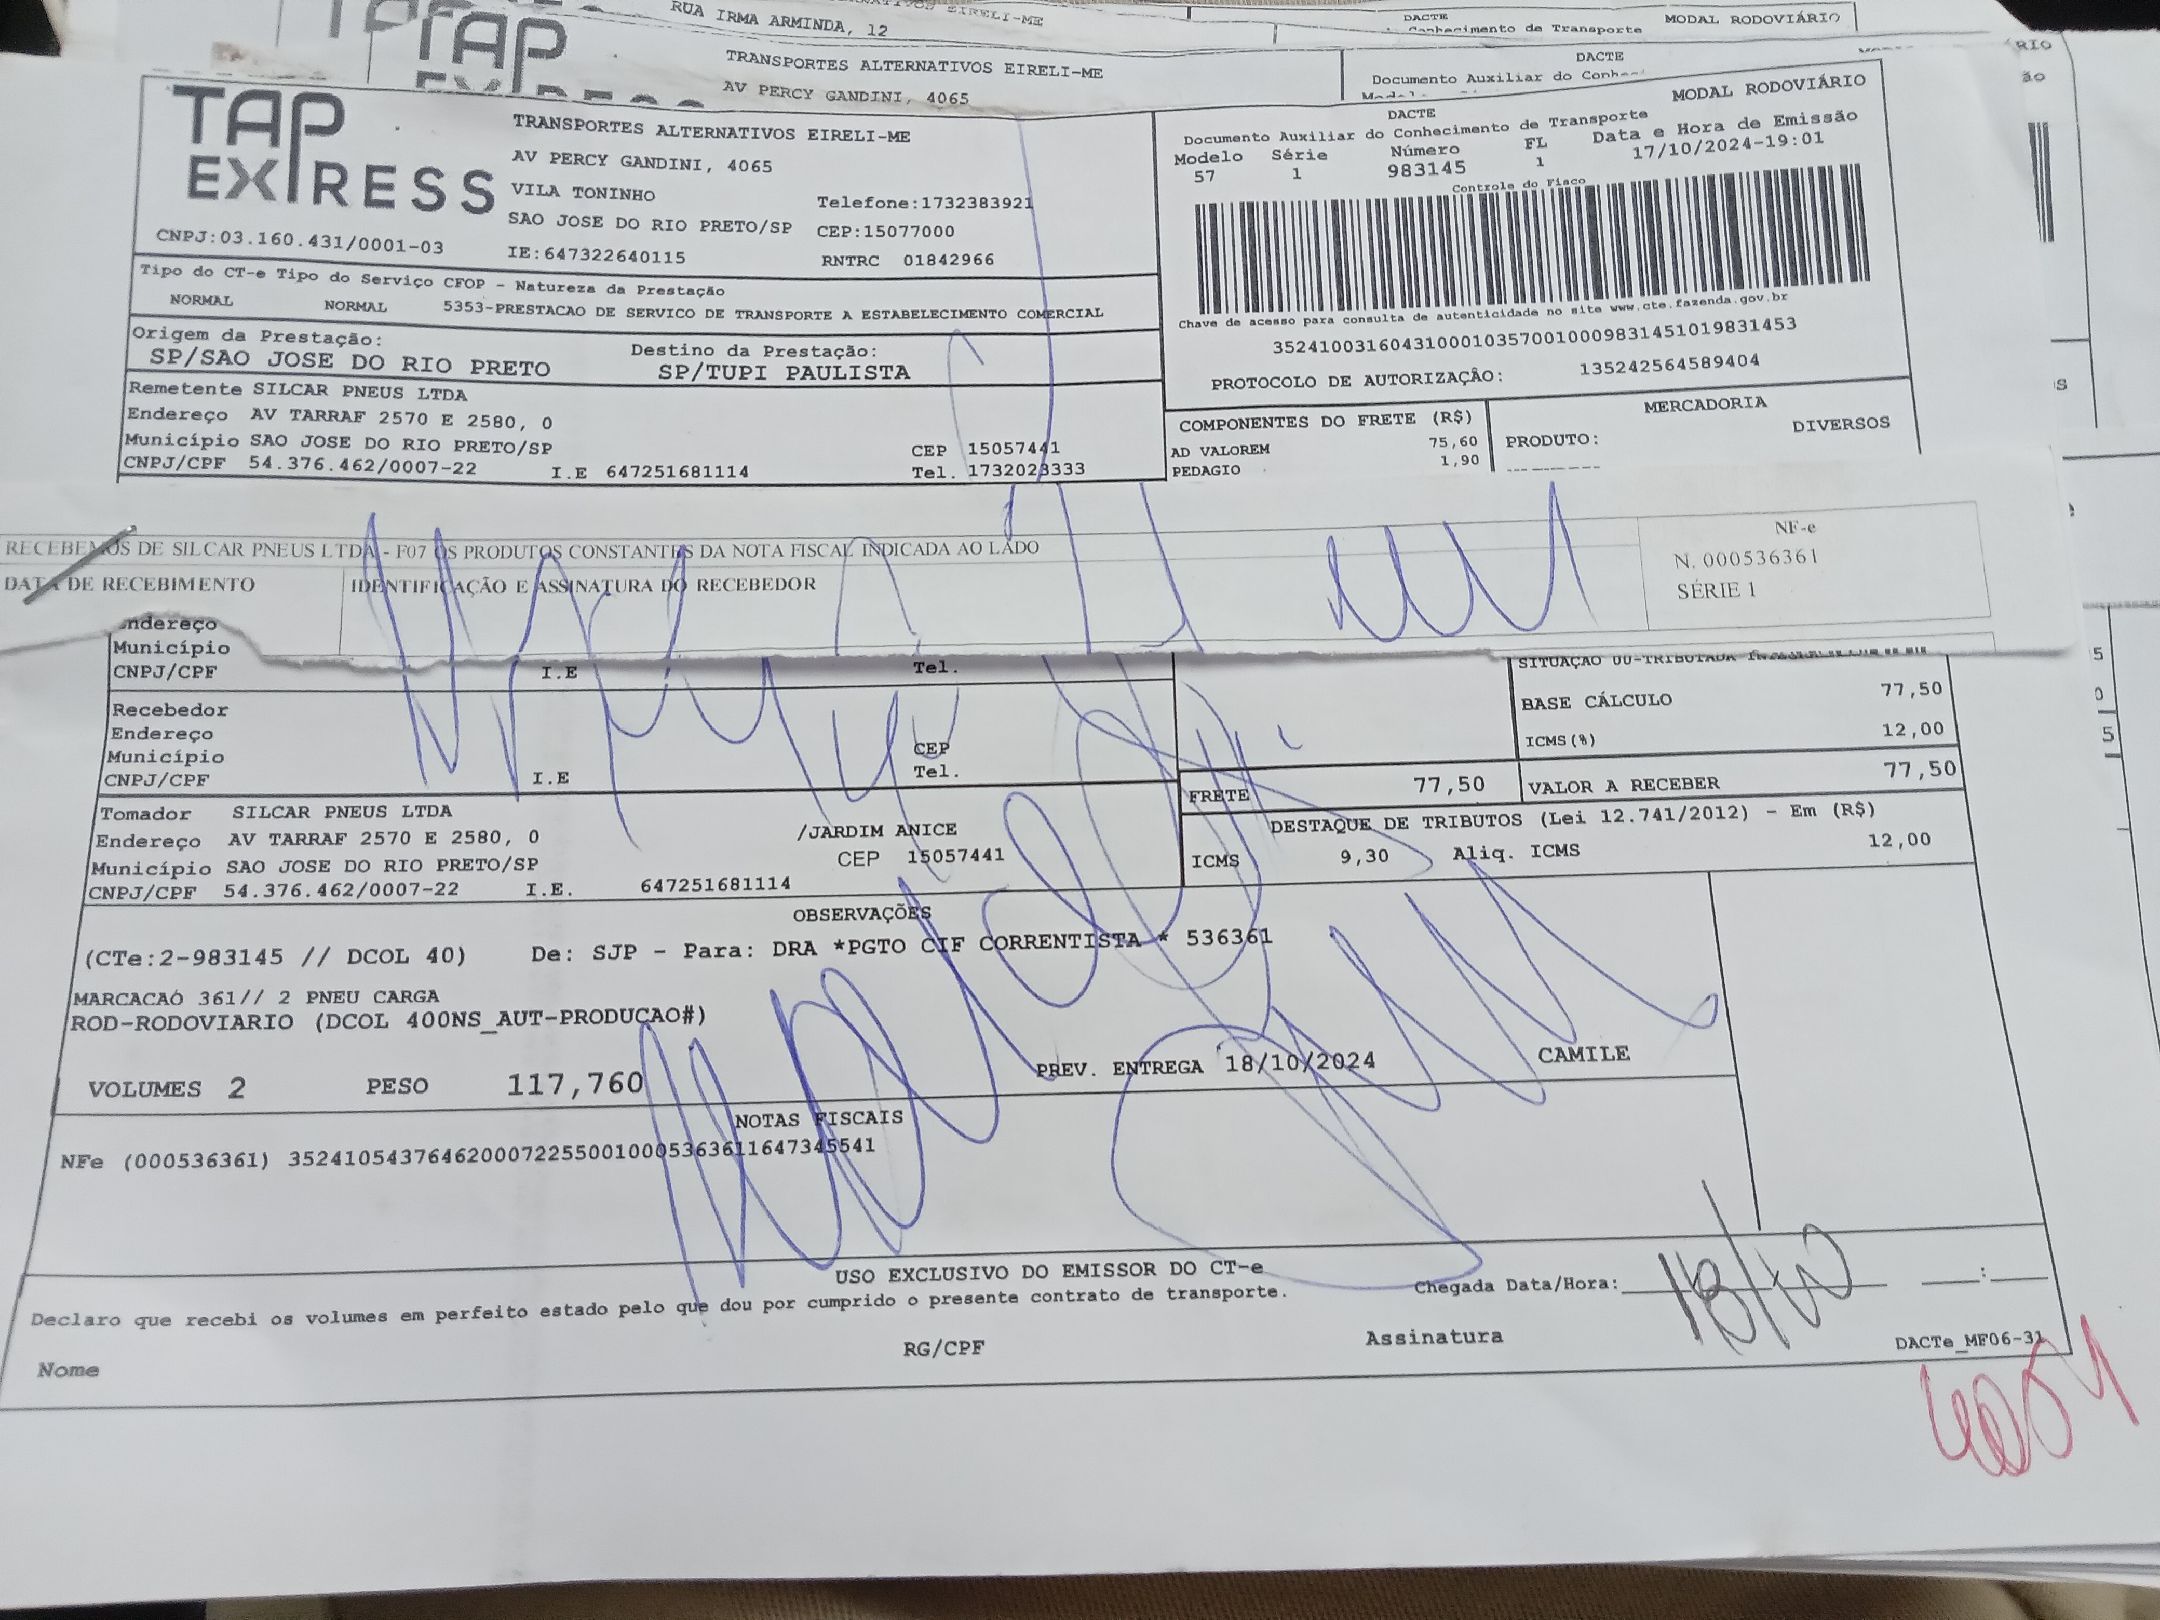 RUA IRMA ARMINDA, 12
EIRELI-ME
DACTE
MODAL RODOVIÁRIO
Conhecimento de Transporte
TAP
TRANSPORTES ALTERNATIVOS EIRELI-ME
AV PERCY GANDINI, 4065
DACTE
Documento Auxiliar do
TAP EXPRESS
TRANSPORTES ALTERNATIVOS EIRELI-ME
AV PERCY GANDINI, 4065
VILA TONINHO
Telefone:1732383921
SAO JOSE DO RIO PRETO/SP CEP:15077000
CNPJ:03.160.431/0001-03 IE:647322640115 RNTRC 01842966
MODAL RODOVIÁRIO
DACTE
Documento Auxiliar do Conhecimento de Transporte
Modelo Série Número FL Data e Hora de Emissão
57 1 983145 1 17/10/2024-19:01
Controle do Fisco
Chave de acesso para consulta de autenticidade no site www.cte.fazenda.gov.br
35241003160431000103570010009831451019831453
PROTOCOLO DE AUTORIZAÇÃO: 135242564589404
Tipo do CT-e Tipo do Serviço CFOP - Natureza da Prestação
NORMAL NORMAL 5353-PRESTACAO DE SERVICO DE TRANSPORTE A ESTABELECIMENTO COMERCIAL
Origem da Prestação: Destino da Prestação:
SP/SAO JOSE DO RIO PRETO SP/TUPI PAULISTA
Remetente SILCAR PNEUS LTDA
Endereço AV TARRAF 2570 E 2580, 0
Município SAO JOSE DO RIO PRETO/SP CEP 15057441
CNPJ/CPF 54.376.462/0007-22 I.E 647251681114 Tel. 1732023333
COMPONENTES DO FRETE (R$)
AD VALOREM 75,60
PEDAGIO 1,90
MERCADORIA
PRODUTO: DIVERSOS
RECEBEMOS DE SILCAR PNEUS LTDA - F07 OS PRODUTOS CONSTANTES DA NOTA FISCAL INDICADA AO LADO
DATA DE RECEBIMENTO IDENTIFICAÇÃO E ASSINATURA DO RECEBEDOR
NF-e
N. 000536361
SÉRIE 1
Endereço
Município
CNPJ/CPF I.E Tel.
Recebedor
Endereço
Município CEP
CNPJ/CPF I.E Tel.
BASE CÁLCULO 77,50
ICMS(%) 12,00
FRETE 77,50 VALOR A RECEBER 77,50
Tomador SILCAR PNEUS LTDA
Endereço AV TARRAF 2570 E 2580, 0 /JARDIM ANICE
Município SAO JOSE DO RIO PRETO/SP CEP 15057441
CNPJ/CPF 54.376.462/0007-22 I.E. 647251681114
DESTAQUE DE TRIBUTOS (Lei 12.741/2012) - Em (R$)
ICMS 9,30 Aliq. ICMS 12,00
OBSERVAÇÕES
(CTe:2-983145 // DCOL 40) De: SJP - Para: DRA *PGTO CIF CORRENTISTA * 536361
MARCACAO 361// 2 PNEU CARGA
ROD-RODOVIARIO (DCOL 400NS_AUT-PRODUCAO#)
VOLUMES 2 PESO 117,760 PREV. ENTREGA 18/10/2024 CAMILE
NOTAS FISCAIS
NFe (000536361) 35241054376462000722550010005363611647345541
USO EXCLUSIVO DO EMISSOR DO CT-e
Declaro que recebi os volumes em perfeito estado pelo que dou por cumprido o presente contrato de transporte.
Chegada Data/Hora: 18/10
Nome RG/CPF Assinatura
DACTe_MF06-31